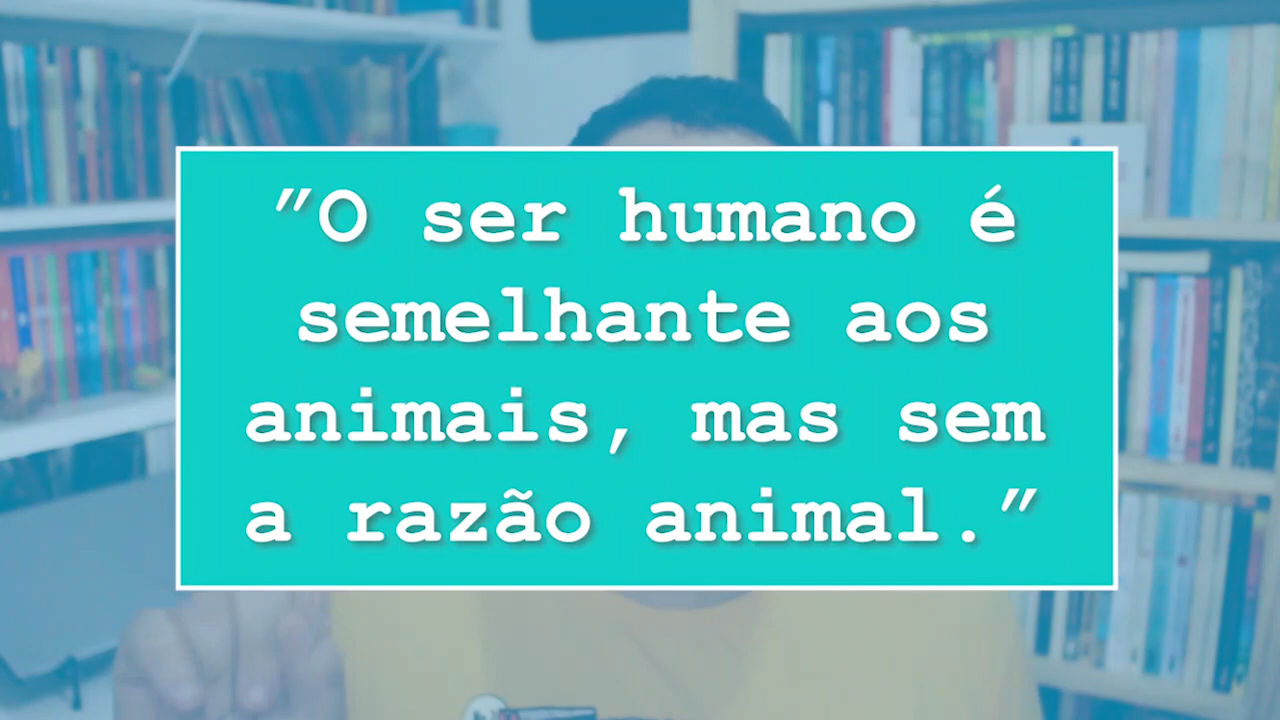 ”O ser humano é
semelhante aos
animais, mas sem
a razão animal.”